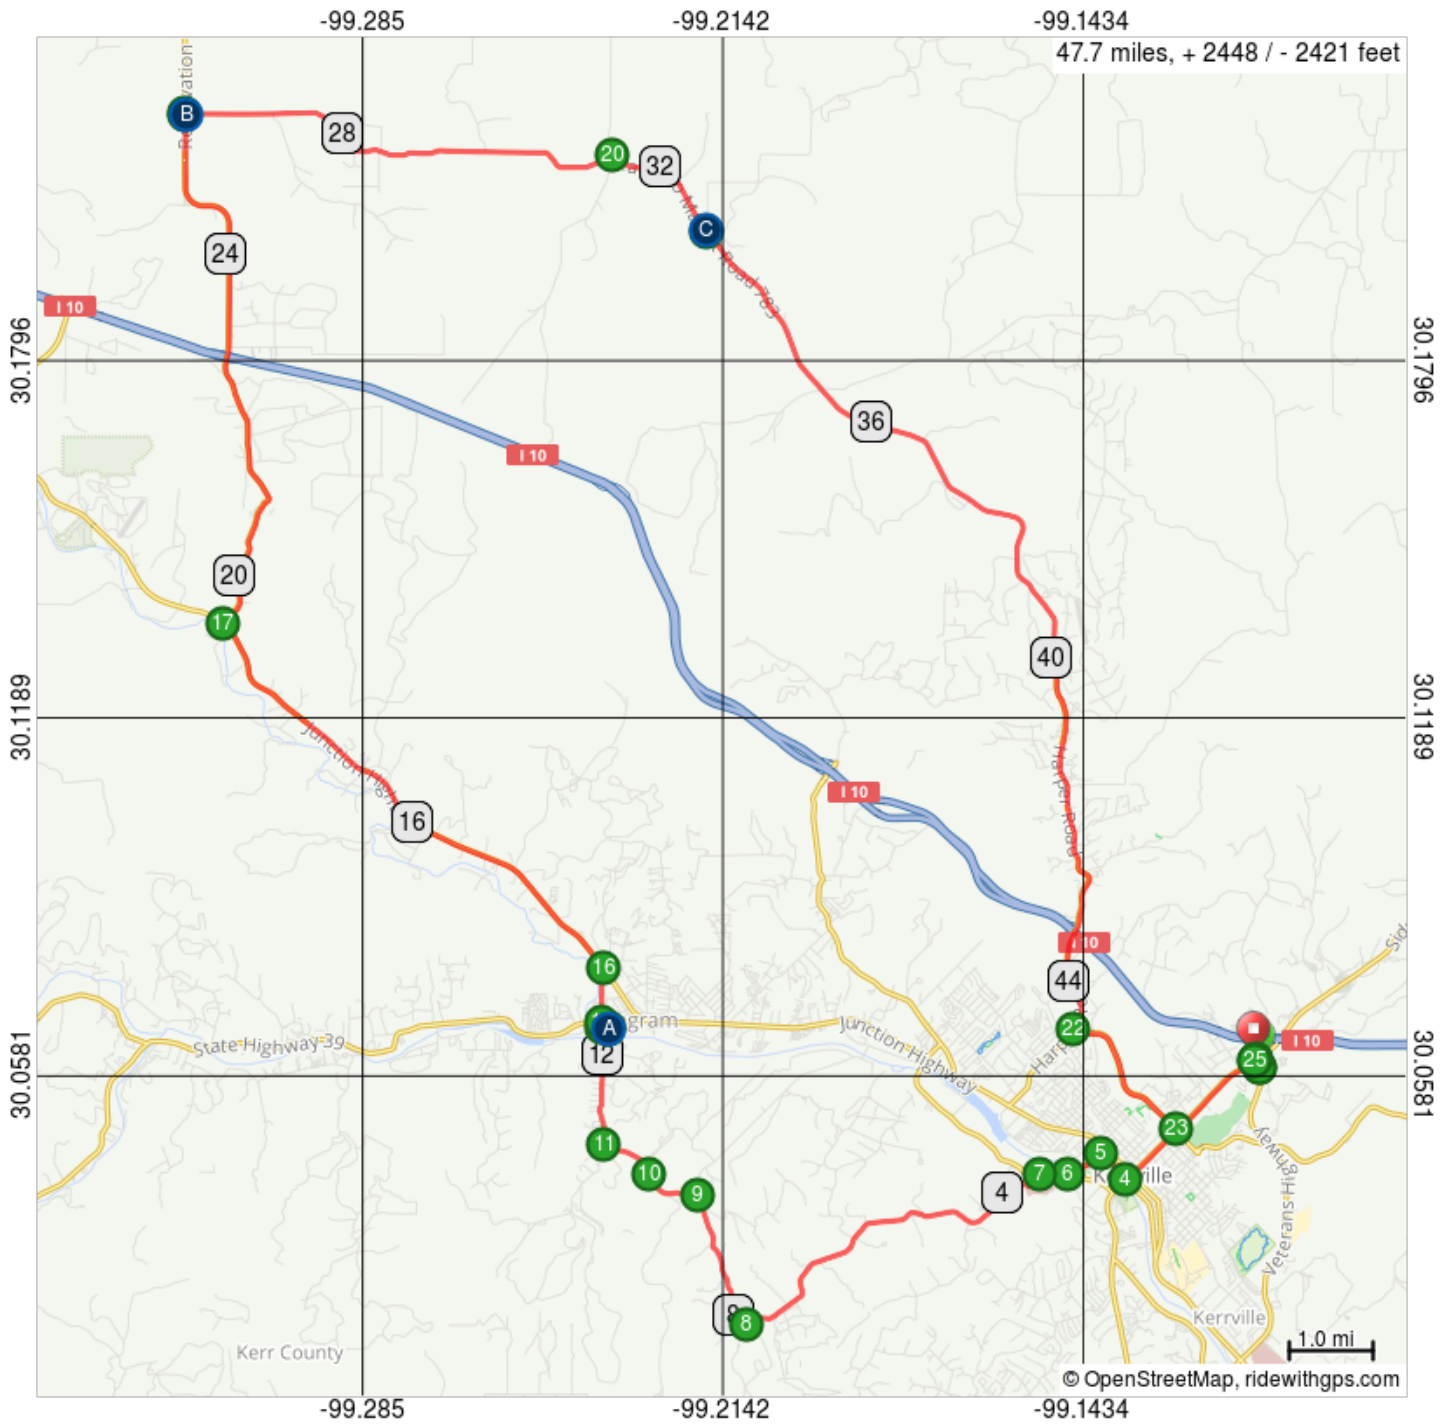 -99.285 -99.2142 -99.1434
47.7 miles, + 2448 / - 2421 feet
B
28
20
32
C
Road 783
24
I 10
30.1796
30.1796
36
I 10
20
17
40
30.1189
30.1189
Junction High
I 10
16
Harper Road
16
I 10
44
A
gram
22
State Highway 39
12
Junction Highway
25
I 10
30.0581
30.0581
23
11
5
10
7
6
4
9
4
Veterans Highway
8
8
Kerrville
Kerr County
1.0 mi
© OpenStreetMap, ridewithgps.com
-99.285 -99.2142 -99.1434